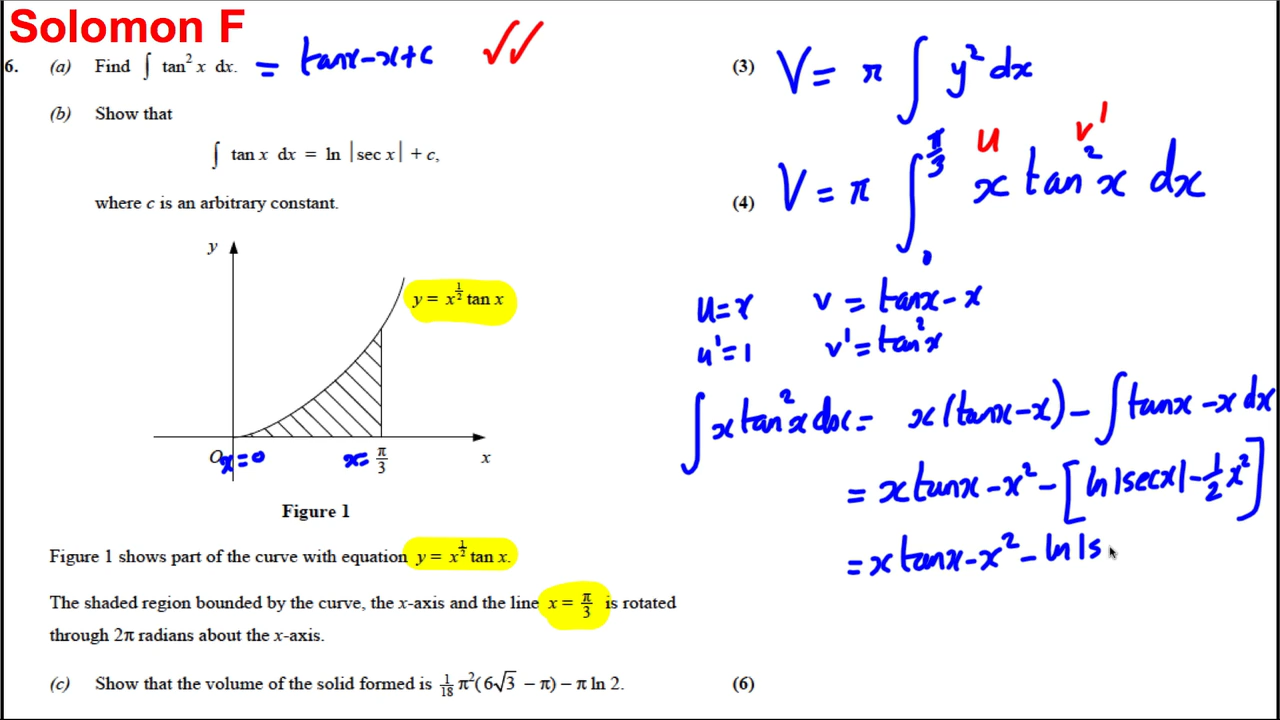 Solomon F
6. (a) Find ∫ tan² x dx. = tanx - x + c (3)
(b) Show that
∫ tan x dx = ln |sec x| + c,
where c is an arbitrary constant. (4)
y
y = x^(1/2) tan x
O x=0 x= π/3 x
Figure 1
Figure 1 shows part of the curve with equation y = x^(1/2) tan x.
The shaded region bounded by the curve, the x-axis and the line x = π/3 is rotated
through 2π radians about the x-axis.
(c) Show that the volume of the solid formed is 1/18 π²(6√3 − π) − π ln 2. (6)
V = π ∫ y² dx
u v'
V = π ∫₀^(π/3) x tan²x dx
u = x v = tanx - x
u' = 1 v' = tan²x
∫ x tan²x dx = x(tanx - x) - ∫ tanx - x dx
= x tanx - x² - [ln|secx| - 1/2 x²]
= x tanx - x² - ln|s